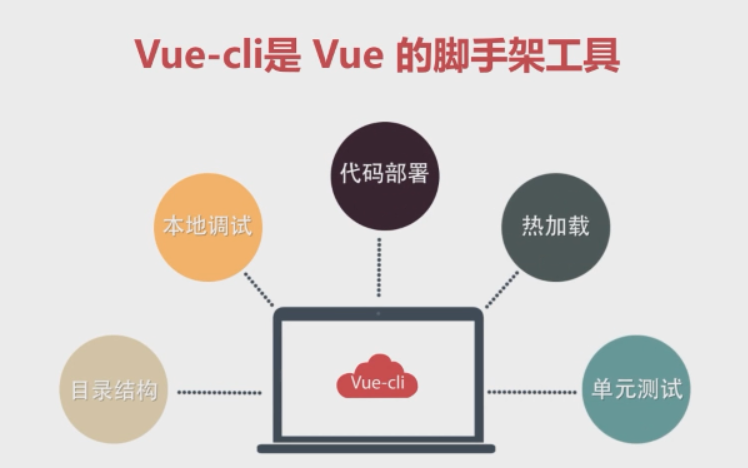 Vue-cli是 Vue 的脚手架工具
代码部署
本地调试
热加载
Vue-cli
目录结构
单元测试